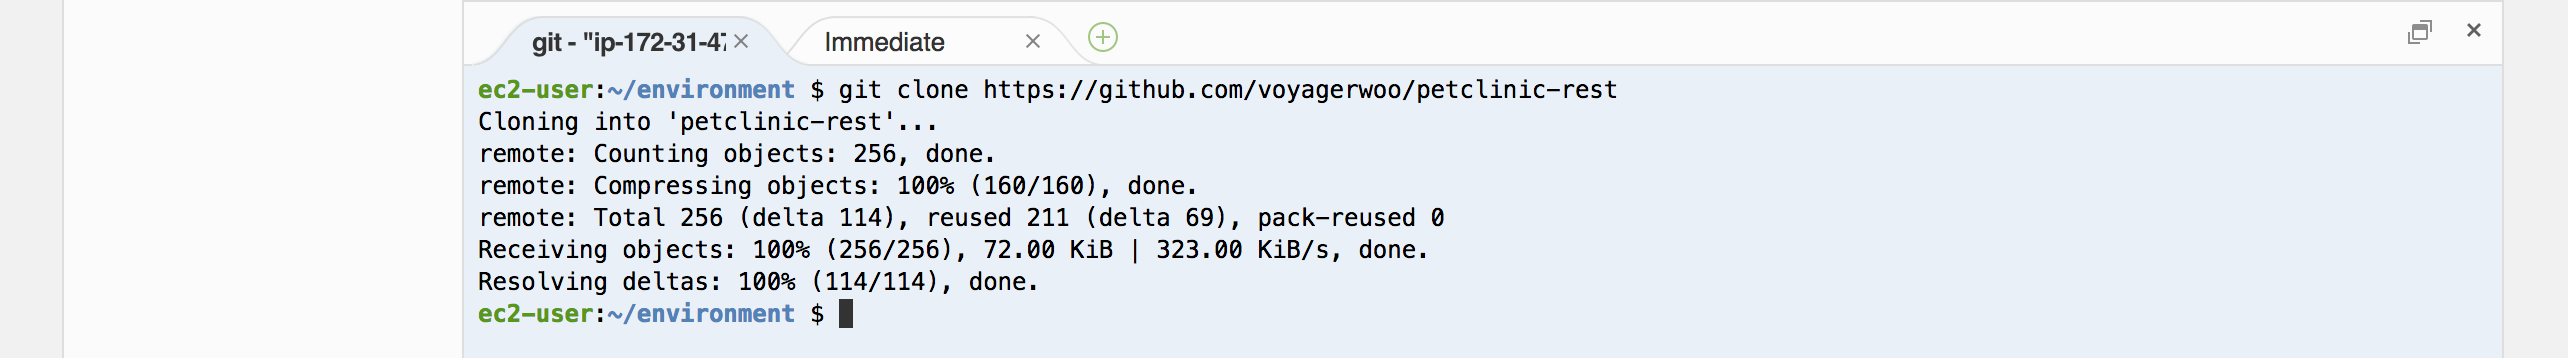 git - "ip-172-31-47
Immediate
ec2-user:~/environment $ git clone https://github.com/voyagerwoo/petclinic-rest
Cloning into 'petclinic-rest'...
remote: Counting objects: 256, done.
remote: Compressing objects: 100% (160/160), done.
remote: Total 256 (delta 114), reused 211 (delta 69), pack-reused 0
Receiving objects: 100% (256/256), 72.00 KiB | 323.00 KiB/s, done.
Resolving deltas: 100% (114/114), done.
ec2-user:~/environment $